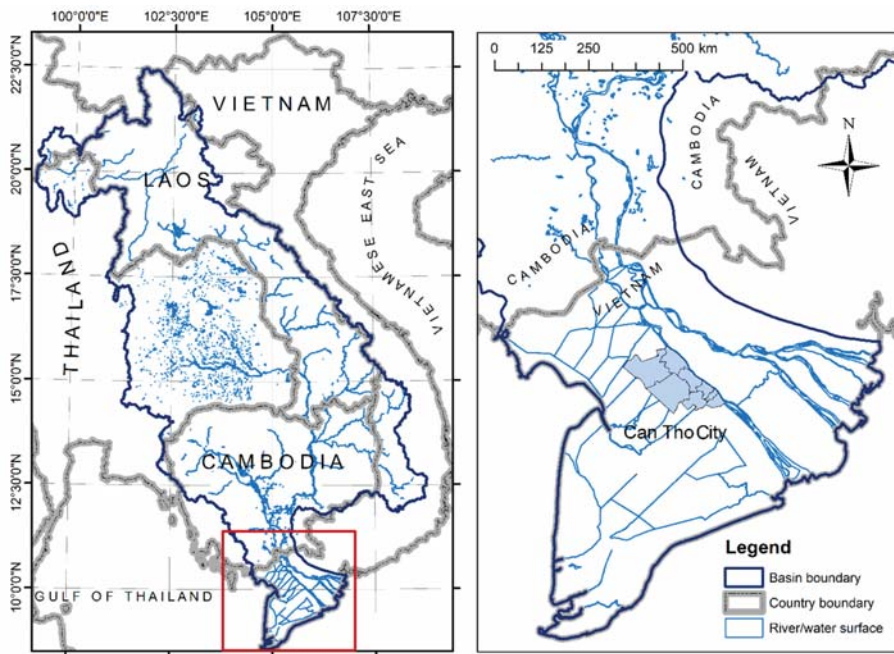 100°0'0"E 102°30'0"E 105°0'0"E 107°30'0"E
22°30'0"N
20°0'0"N
17°30'0"N
15°0'0"N
12°30'0"N
10°0'0"N
VIETNAM
LAOS
VIETNAMESE EAST SEA
THAILAND
CAMBODIA
GULF OF THAILAND
0 125 250 500 km
CAMBODIA
VIETNAM
N
CAMBODIA
VIETNAM
Can Tho City
Legend
Basin boundary
Country boundary
River/water surface